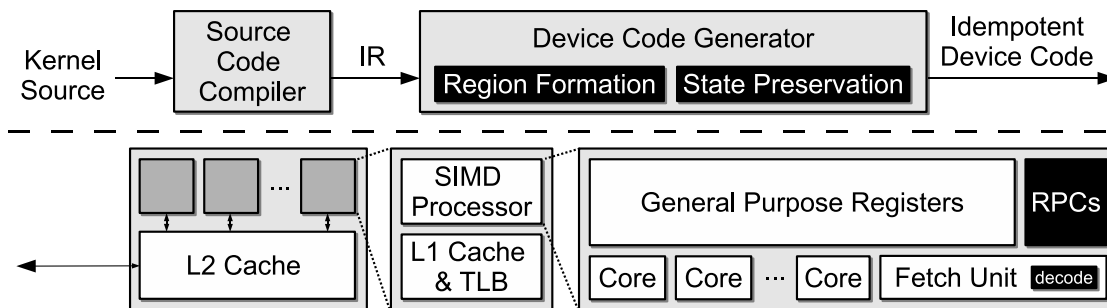 Kernel
Source
Source
Code
Compiler
IR
Device Code Generator
Region Formation
State Preservation
Idempotent
Device Code
...
L2 Cache
SIMD
Processor
L1 Cache
& TLB
General Purpose Registers
RPCs
Core
Core
...
Core
Fetch Unit
decode